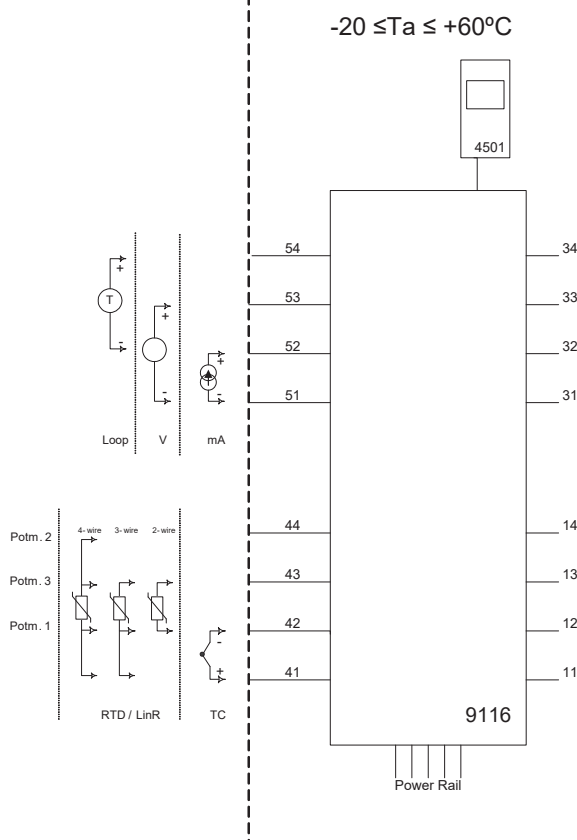 -20 ≤Ta ≤ +60ºC
4501
54 34
+
T
53 33
+
- 52 32
+
- - 51 31
Loop V mA
4-wire 3-wire 2-wire
44 14
Potm. 2
Potm. 3 43 13
Potm. 1 42 12
-
+
41 11
RTD / LinR TC
9116
Power Rail